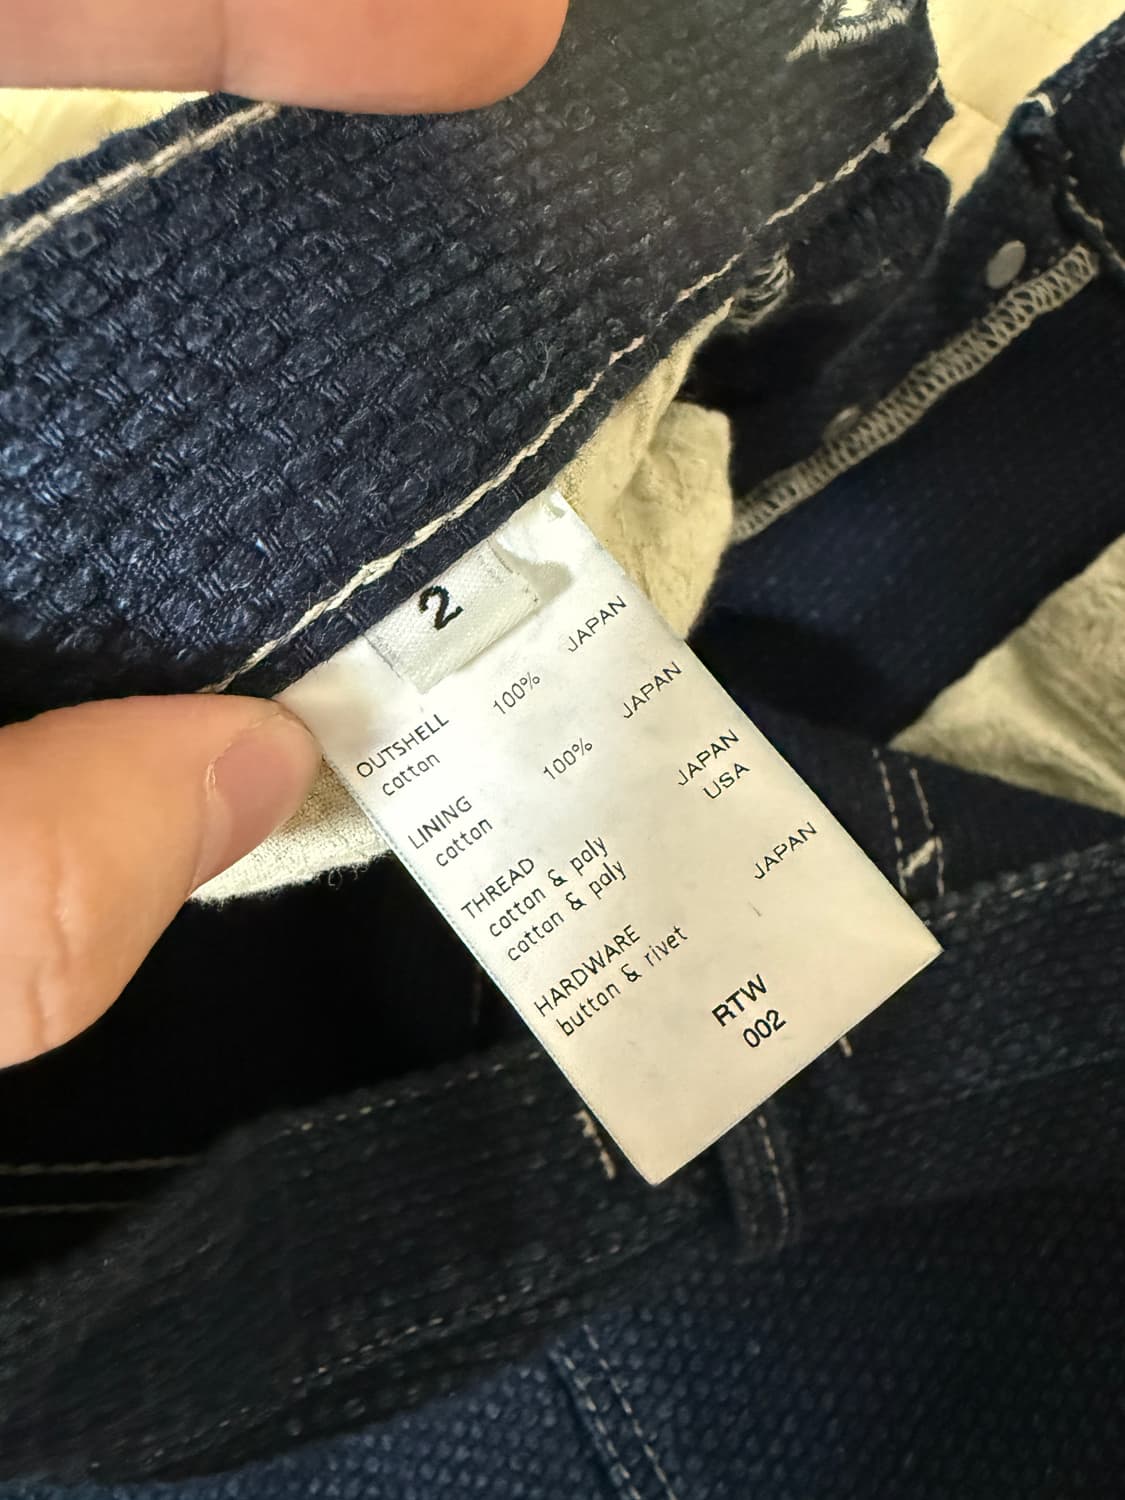 2
OUTSHELL
cotton 100% JAPAN
LINING
cotton 100% JAPAN
THREAD
cotton & poly JAPAN
cotton & poly USA
HARDWARE
button & rivet JAPAN
RTW
002